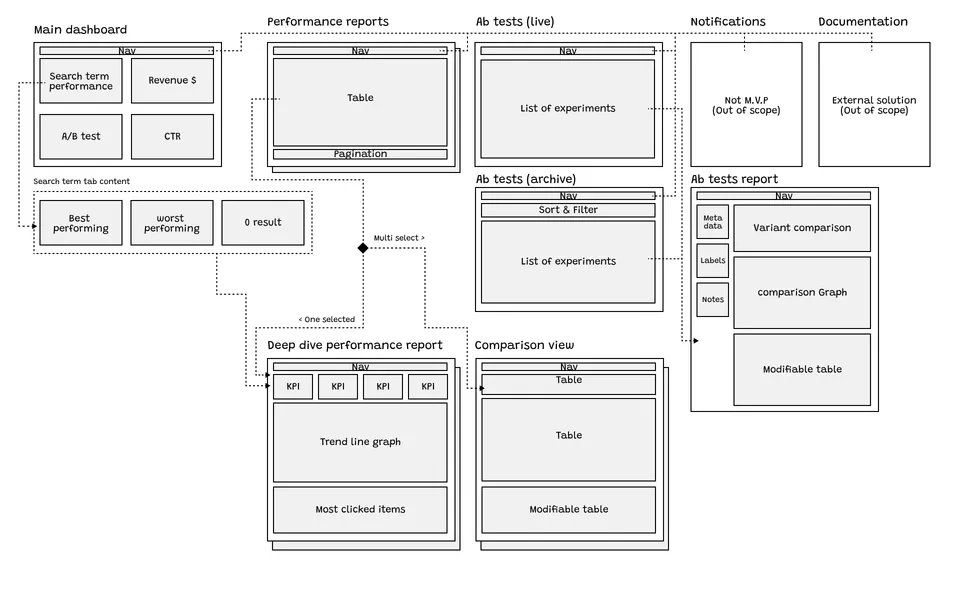 Main dashboard
Nav
Search term
performance
Revenue $
A/B test
CTR
Search term tab content
Best
performing
worst
performing
0 result
Performance reports
Nav
Table
Pagination
Multi select >
< One selected
Ab tests (live)
Nav
List of experiments
Ab tests (archive)
Nav
Sort & Filter
List of experiments
Notifications
Not M.V.P
(Out of scope)
Documentation
External solution
(Out of scope)
Ab tests report
Nav
Meta
data
Labels
Notes
Variant comparison
comparison Graph
Modifiable table
Deep dive performance report
Nav
KPI
KPI
KPI
KPI
Trend line graph
Most clicked items
Comparison view
Nav
Table
Table
Modifiable table